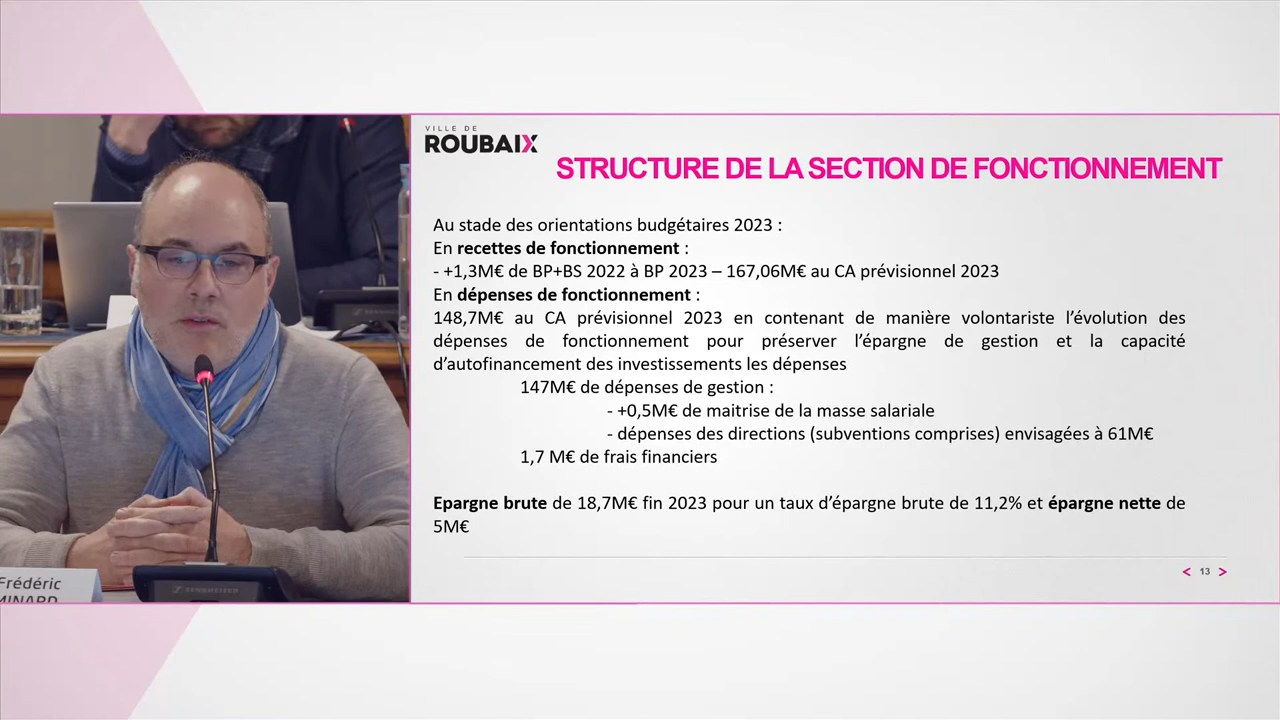 VILLE DE
ROUBAIX
STRUCTURE DE LA SECTION DE FONCTIONNEMENT
Au stade des orientations budgétaires 2023 :
En recettes de fonctionnement :
- +1,3M€ de BP+BS 2022 à BP 2023 – 167,06M€ au CA prévisionnel 2023
En dépenses de fonctionnement :
148,7M€ au CA prévisionnel 2023 en contenant de manière volontariste l’évolution des
dépenses de fonctionnement pour préserver l’épargne de gestion et la capacité
d’autofinancement des investissements les dépenses
147M€ de dépenses de gestion :
- +0,5M€ de maitrise de la masse salariale
- dépenses des directions (subventions comprises) envisagées à 61M€
1,7 M€ de frais financiers
Epargne brute de 18,7M€ fin 2023 pour un taux d’épargne brute de 11,2% et épargne nette de
5M€
< 13 >
Frédéric
MINARD
SENNHEISER